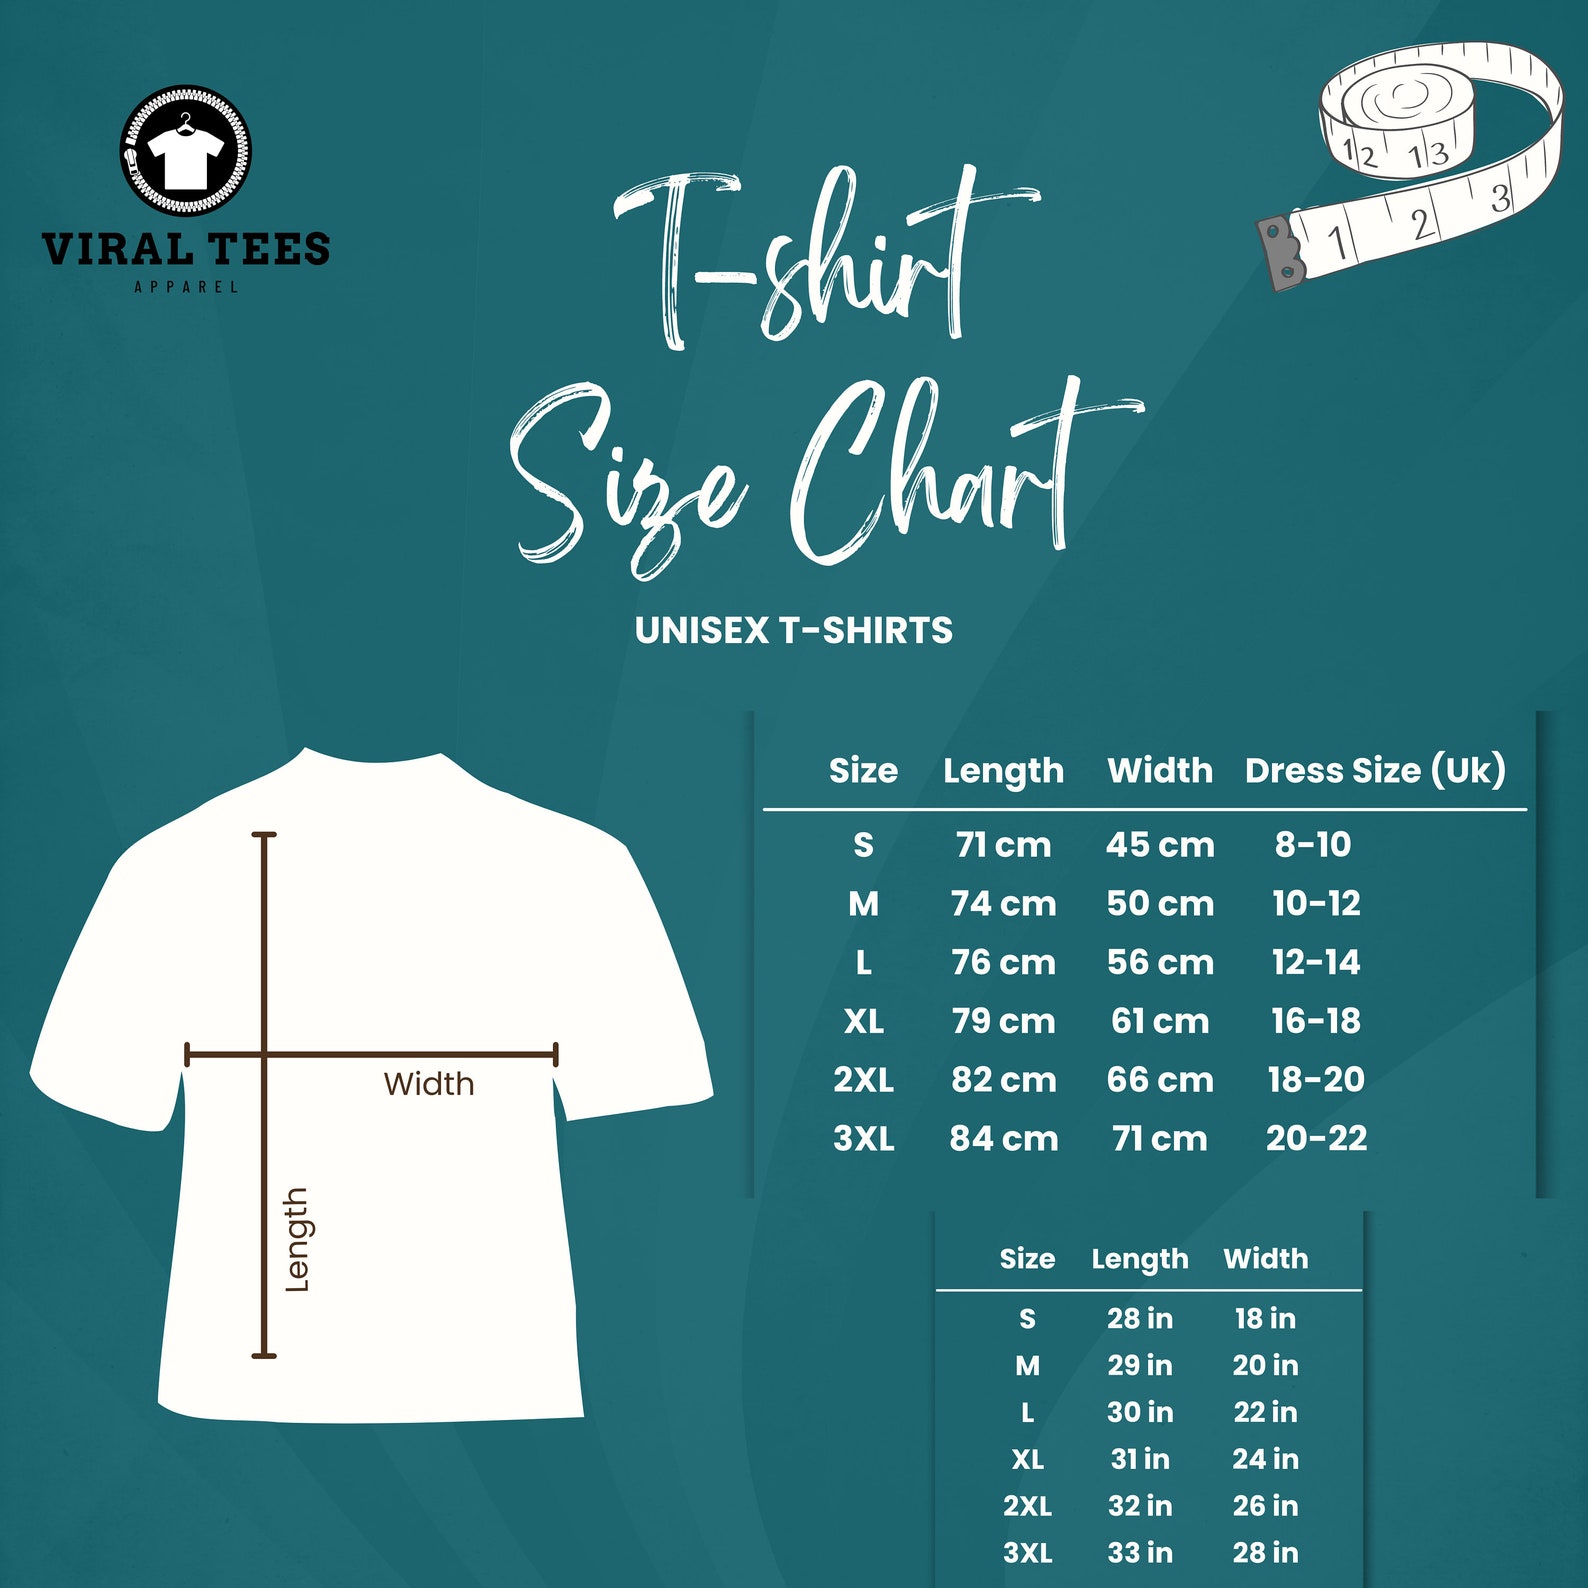 VIRAL TEES
APPAREL
12 13
1 2 3
T-shirt
Size Chart
UNISEX T-SHIRTS
Width
Length
Size Length Width Dress Size (Uk)
S 71 cm 45 cm 8-10
M 74 cm 50 cm 10-12
L 76 cm 56 cm 12-14
XL 79 cm 61 cm 16-18
2XL 82 cm 66 cm 18-20
3XL 84 cm 71 cm 20-22
Size Length Width
S 28 in 18 in
M 29 in 20 in
L 30 in 22 in
XL 31 in 24 in
2XL 32 in 26 in
3XL 33 in 28 in